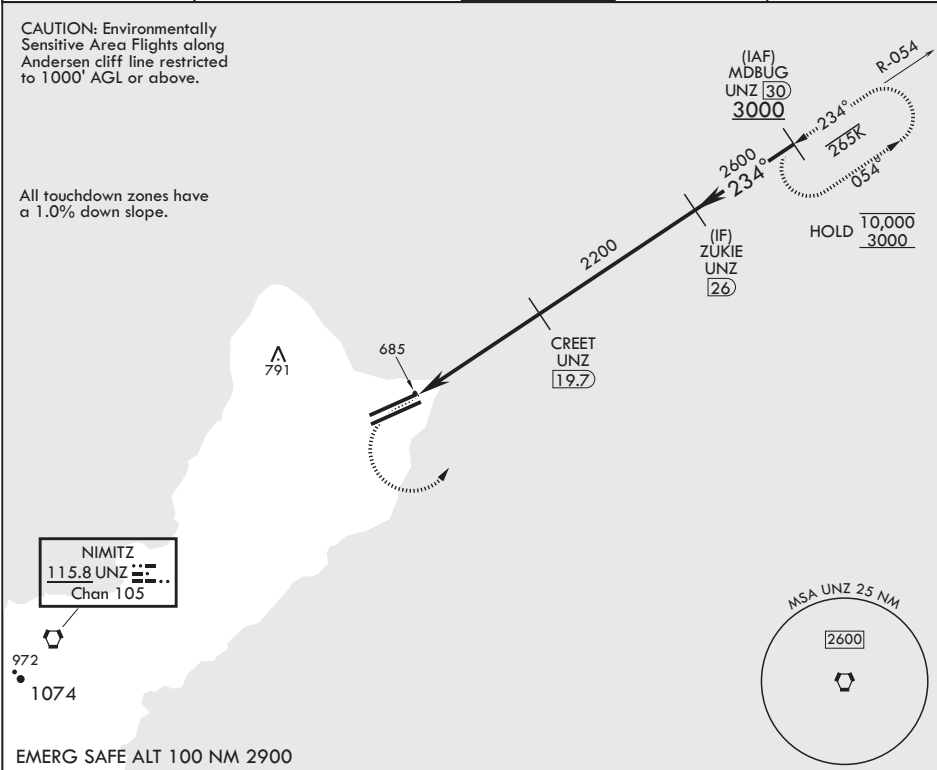 CAUTION: Environmentally
Sensitive Area Flights along
Andersen cliff line restricted
to 1000' AGL or above.
All touchdown zones have
a 1.0% down slope.
(IAF)
MDBUG
UNZ 30
3000
R-054
234°
265K
054°
HOLD 10,000
3000
2600
234°
(IF)
ZUKIE
UNZ
26
2200
CREET
UNZ
19.7
685
791
NIMITZ
115.8 UNZ
Chan 105
972
1074
MSA UNZ 25 NM
2600
EMERG SAFE ALT 100 NM 2900